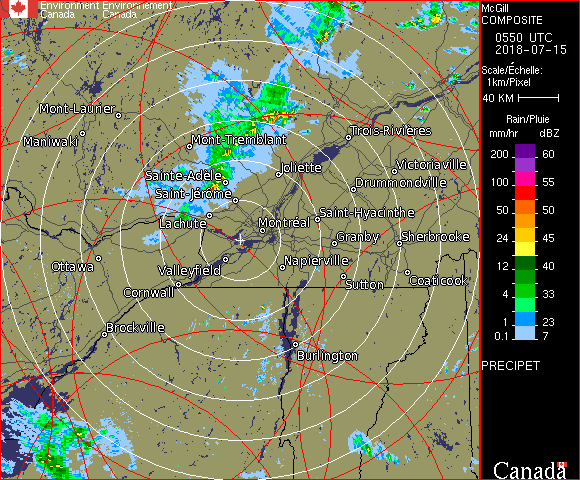 Environment Environnement
Canada Canada
McGill
COMPOSITE
0550 UTC
2018-07-15
Scale/Échelle:
1km/Pixel
40 KM
Rain/Pluie
mm/hr dBZ
200 60
100 55
50 50
24 45
12 40
4 33
1 23
0.1 7
PRECIPET
Canada
Mont-Laurier
Maniwaki
Mont-Tremblant
Trois-Rivières
Joliette
Victoriaville
Sainte-Adèle
Drummondville
Saint-Jérôme
Saint-Hyacinthe
Lachute
Montréal
Granby
Sherbrooke
Ottawa
Valleyfield
Napierville
Cornwall
Sutton
Coaticook
Brockville
Burlington